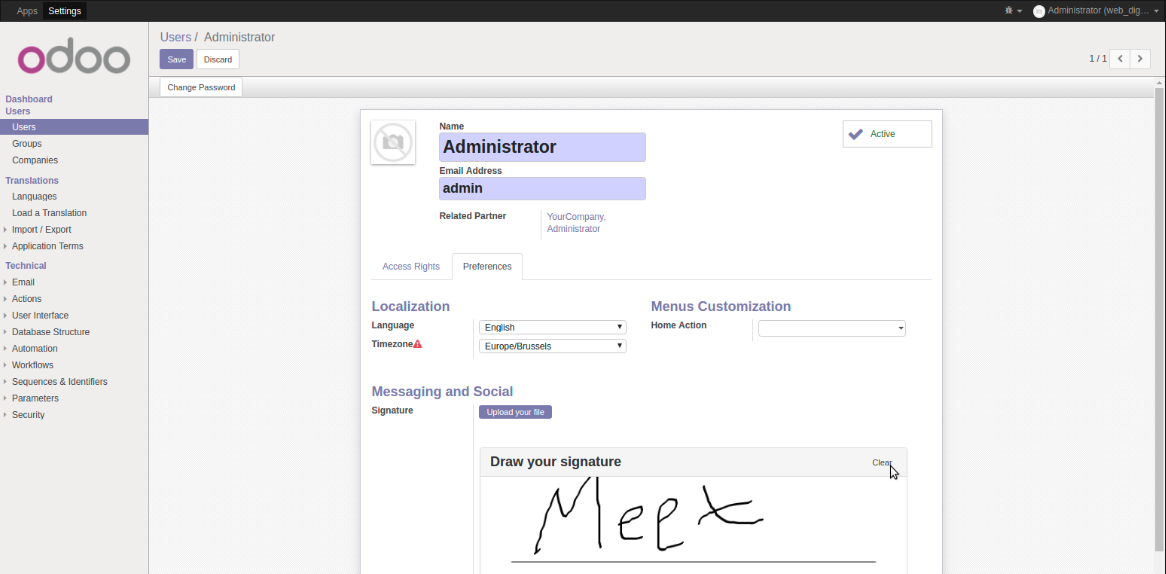 Apps Settings Administrator (web_dig...
odoo
Users / Administrator
Save Discard 1 / 1
Change Password
Dashboard
Users
Users
Groups
Companies
Translations
Languages
Load a Translation
Import / Export
Application Terms
Technical
Email
Actions
User Interface
Database Structure
Automation
Workflows
Sequences & Identifiers
Parameters
Security
Name
Administrator
Active
Email Address
admin
Related Partner YourCompany,
Administrator
Access Rights Preferences
Localization
Language English
Timezone Europe/Brussels
Menus Customization
Home Action
Messaging and Social
Signature Upload your file
Draw your signature Clear
Meet